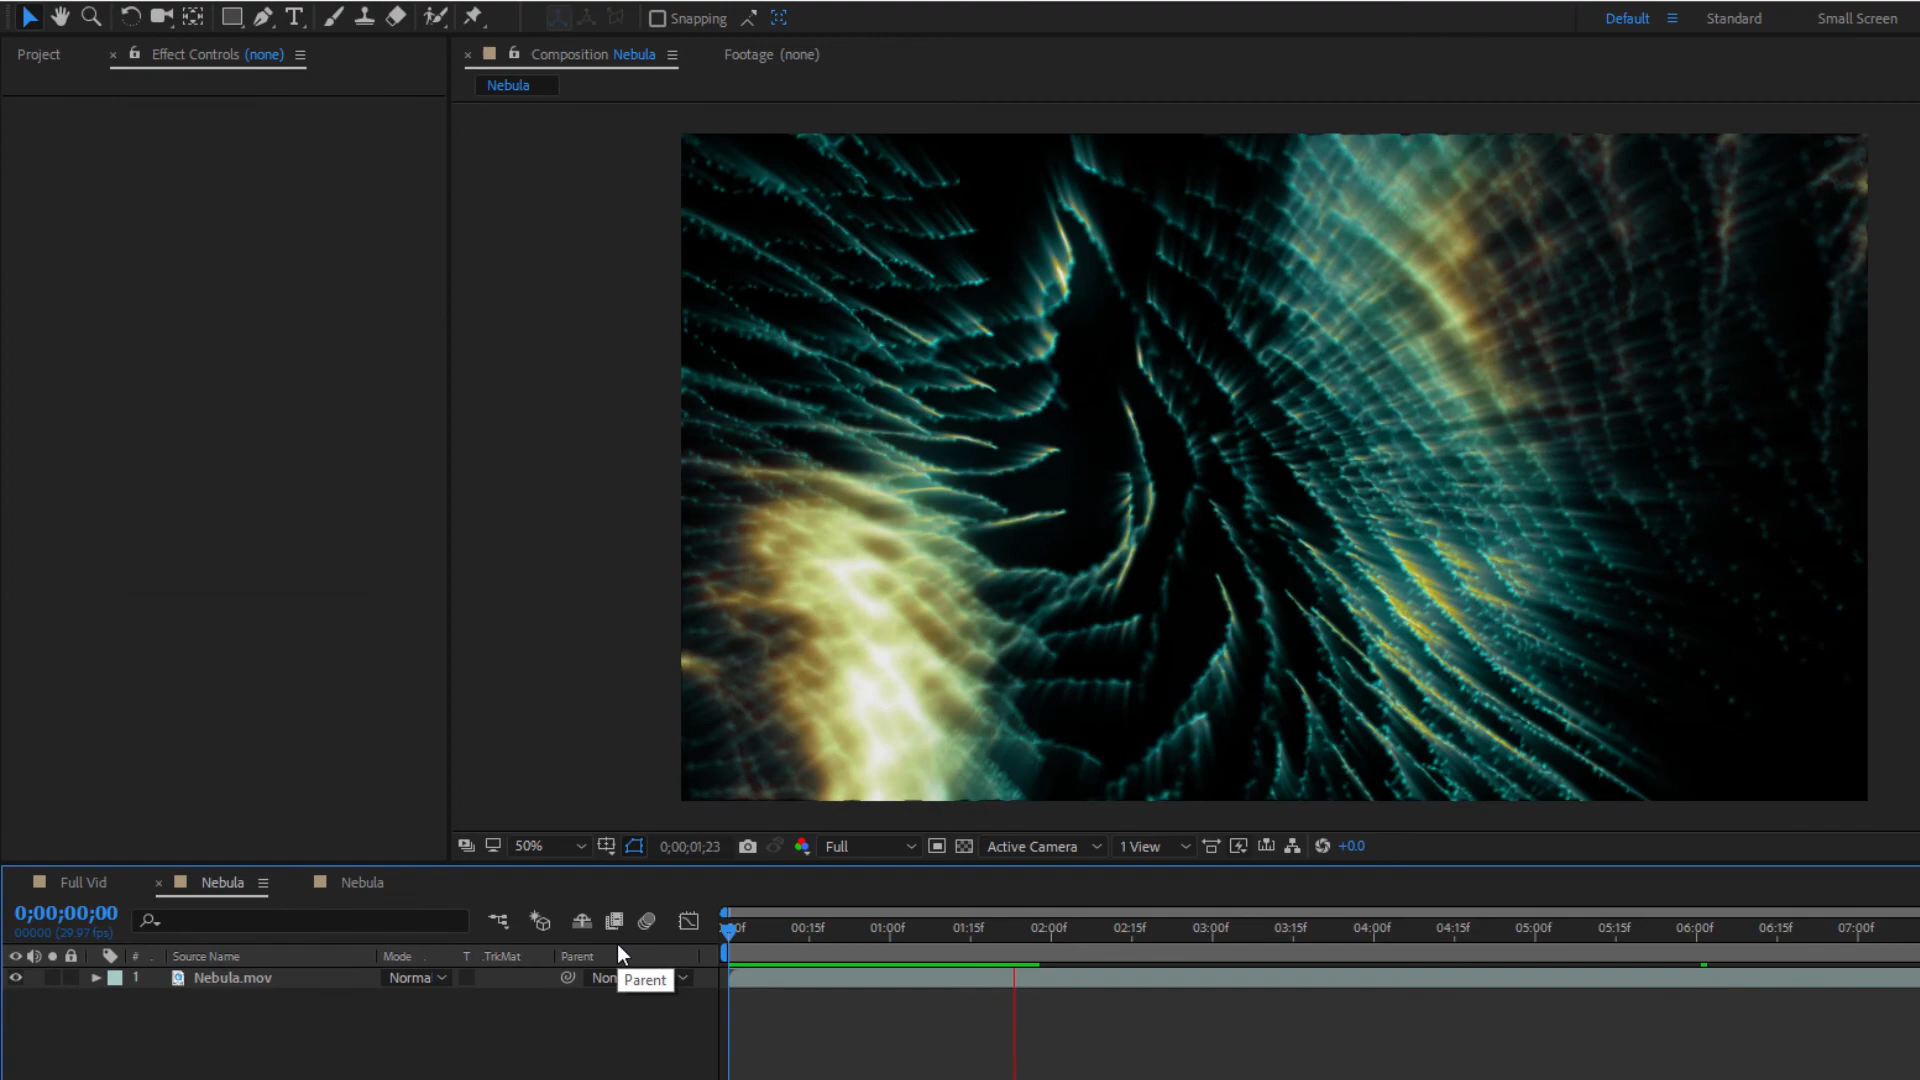 Snapping
Default
Standard
Small Screen
Project
× Effect Controls (none)
× Composition Nebula
Footage (none)
Nebula
50%
0;00;01;23
Full
Active Camera
1 View
+0.0
Full Vid
× Nebula
Nebula
0;00;00;00
00000 (29.97 fps)
00f 00:15f 01:00f 01:15f 02:00f 02:15f 03:00f 03:15f 04:00f 04:15f 05:00f 05:15f 06:00f 06:15f 07:00f
# Source Name Mode T .TrkMat Parent
1 Nebula.mov Norma Non
Parent